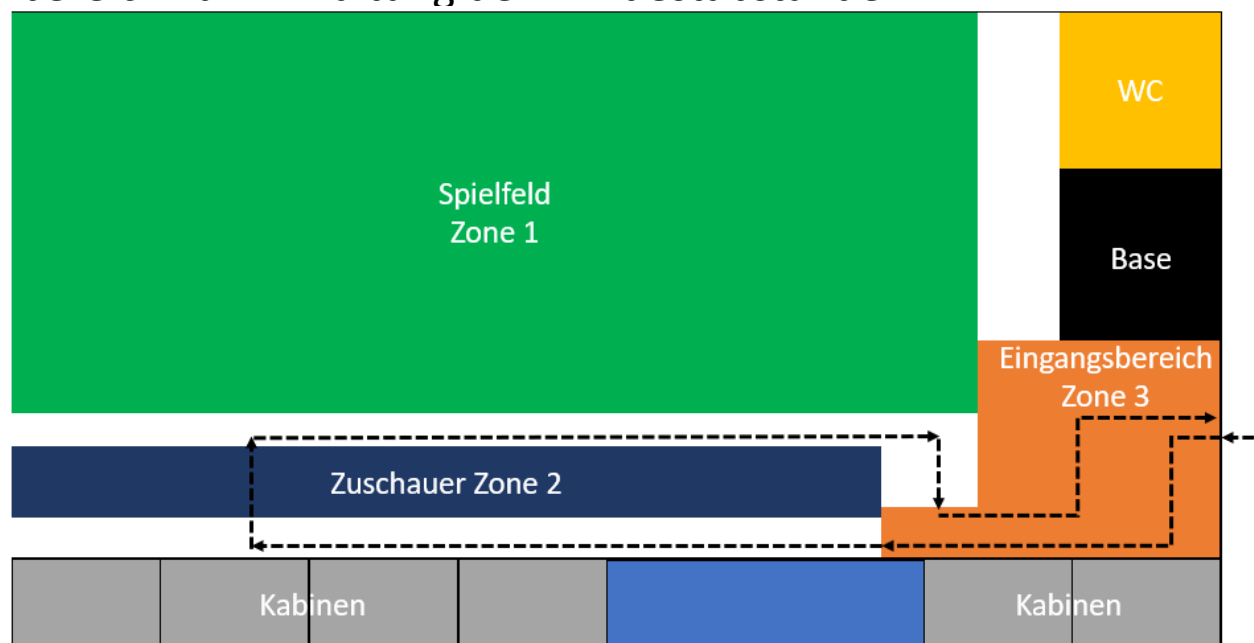 WC
Spielfeld
Zone 1
Base
Eingangsbereich
Zone 3
Zuschauer Zone 2
Kabinen
Kabinen